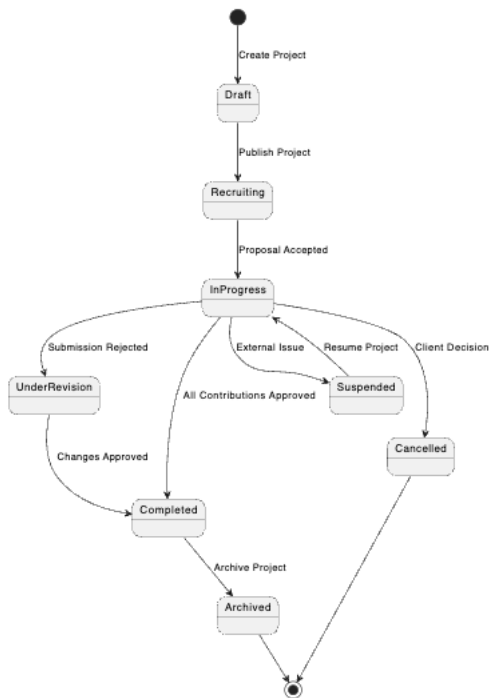 Create Project
Draft
Publish Project
Recruiting
Proposal Accepted
InProgress
Submission Rejected
External Issue
Resume Project
Client Decision
UnderRevision
All Contributions Approved
Suspended
Changes Approved
Cancelled
Completed
Archive Project
Archived